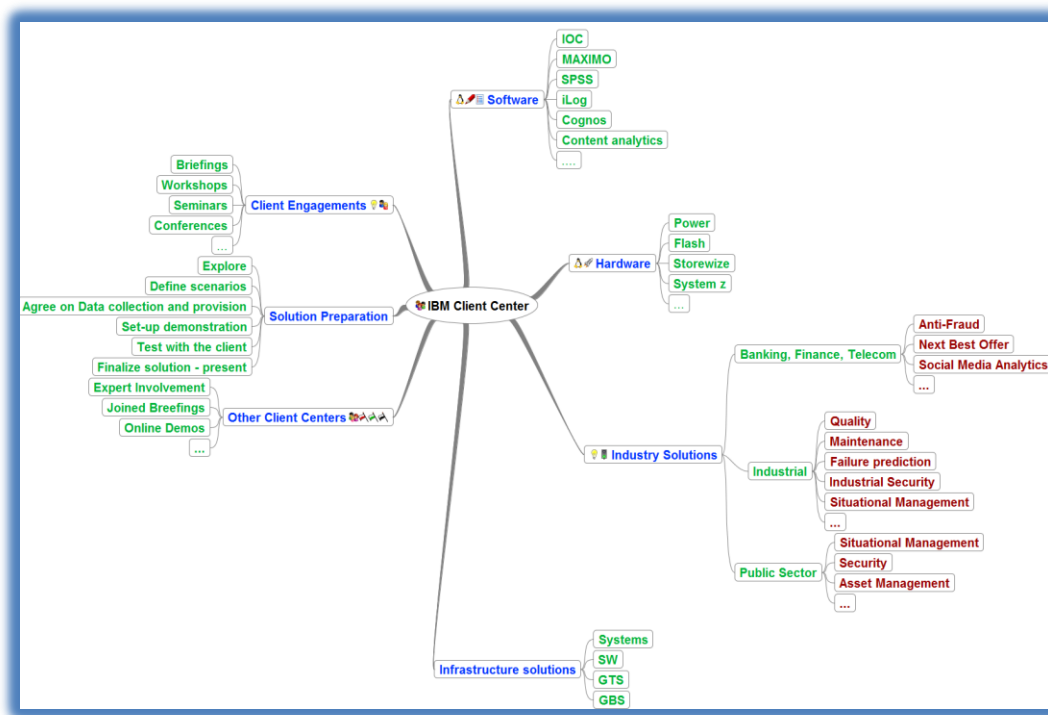 IBM Client Center
Software
IOC
MAXIMO
SPSS
iLog
Cognos
Content analytics
....
Hardware
Power
Flash
Storewize
System z
...
Industry Solutions
Banking, Finance, Telecom
Anti-Fraud
Next Best Offer
Social Media Analytics
...
Industrial
Quality
Maintenance
Failure prediction
Industrial Security
Situational Management
...
Public Sector
Situational Management
Security
Asset Management
...
Infrastructure solutions
Systems
SW
GTS
GBS
Client Engagements
Briefings
Workshops
Seminars
Conferences
...
Solution Preparation
Explore
Define scenarios
Agree on Data collection and provision
Set-up demonstration
Test with the client
Finalize solution - present
Other Client Centers
Expert Involvement
Joined Breefings
Online Demos
...